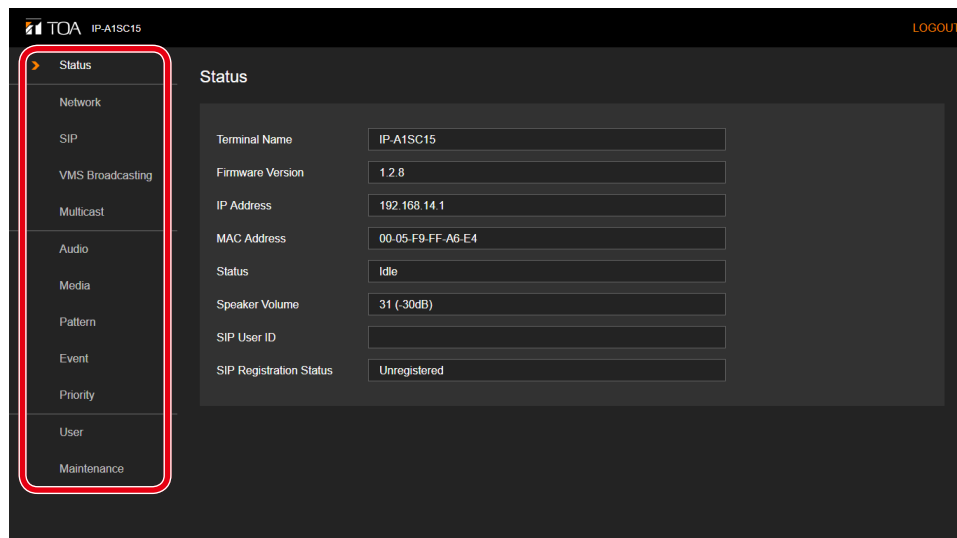 TOA IP-A1SC15
LOGOUT
Status
Network
SIP
VMS Broadcasting
Multicast
Audio
Media
Pattern
Event
Priority
User
Maintenance
Status
Terminal Name IP-A1SC15
Firmware Version 1.2.8
IP Address 192.168.14.1
MAC Address 00-05-F9-FF-A6-E4
Status Idle
Speaker Volume 31 (-30dB)
SIP User ID
SIP Registration Status Unregistered